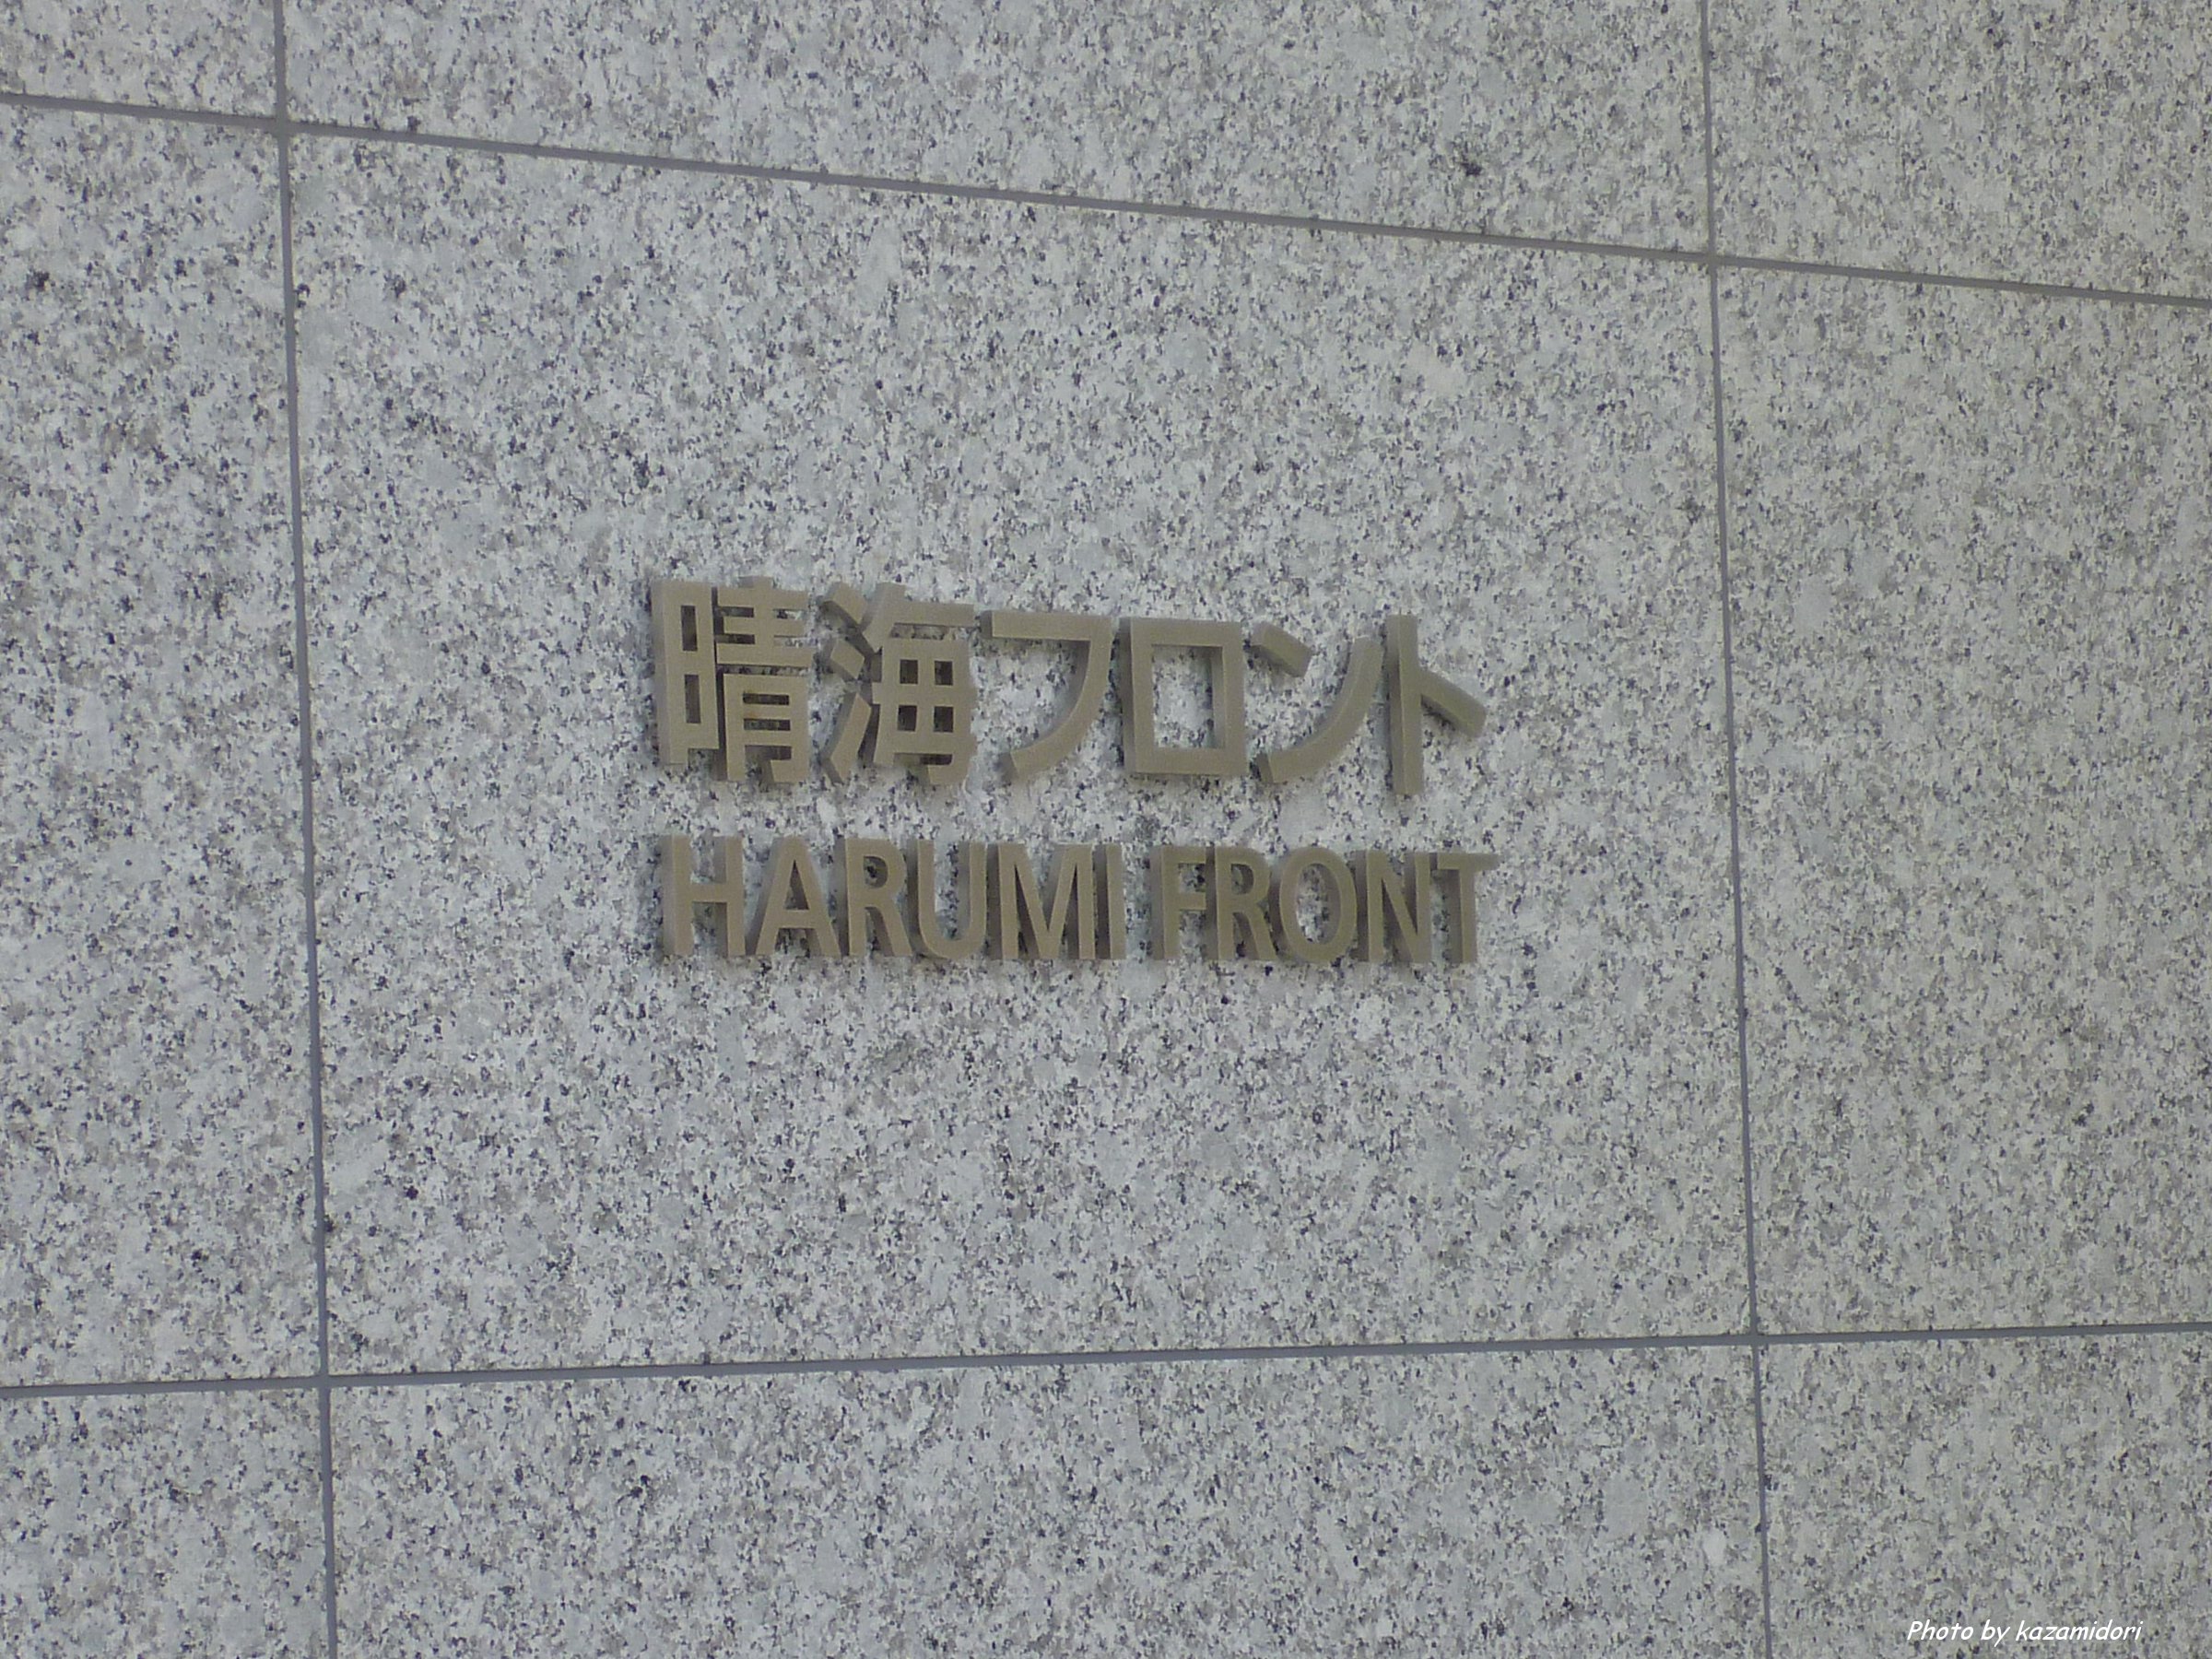 晴海フロント
HARUMI FRONT
Photo by kazamidori